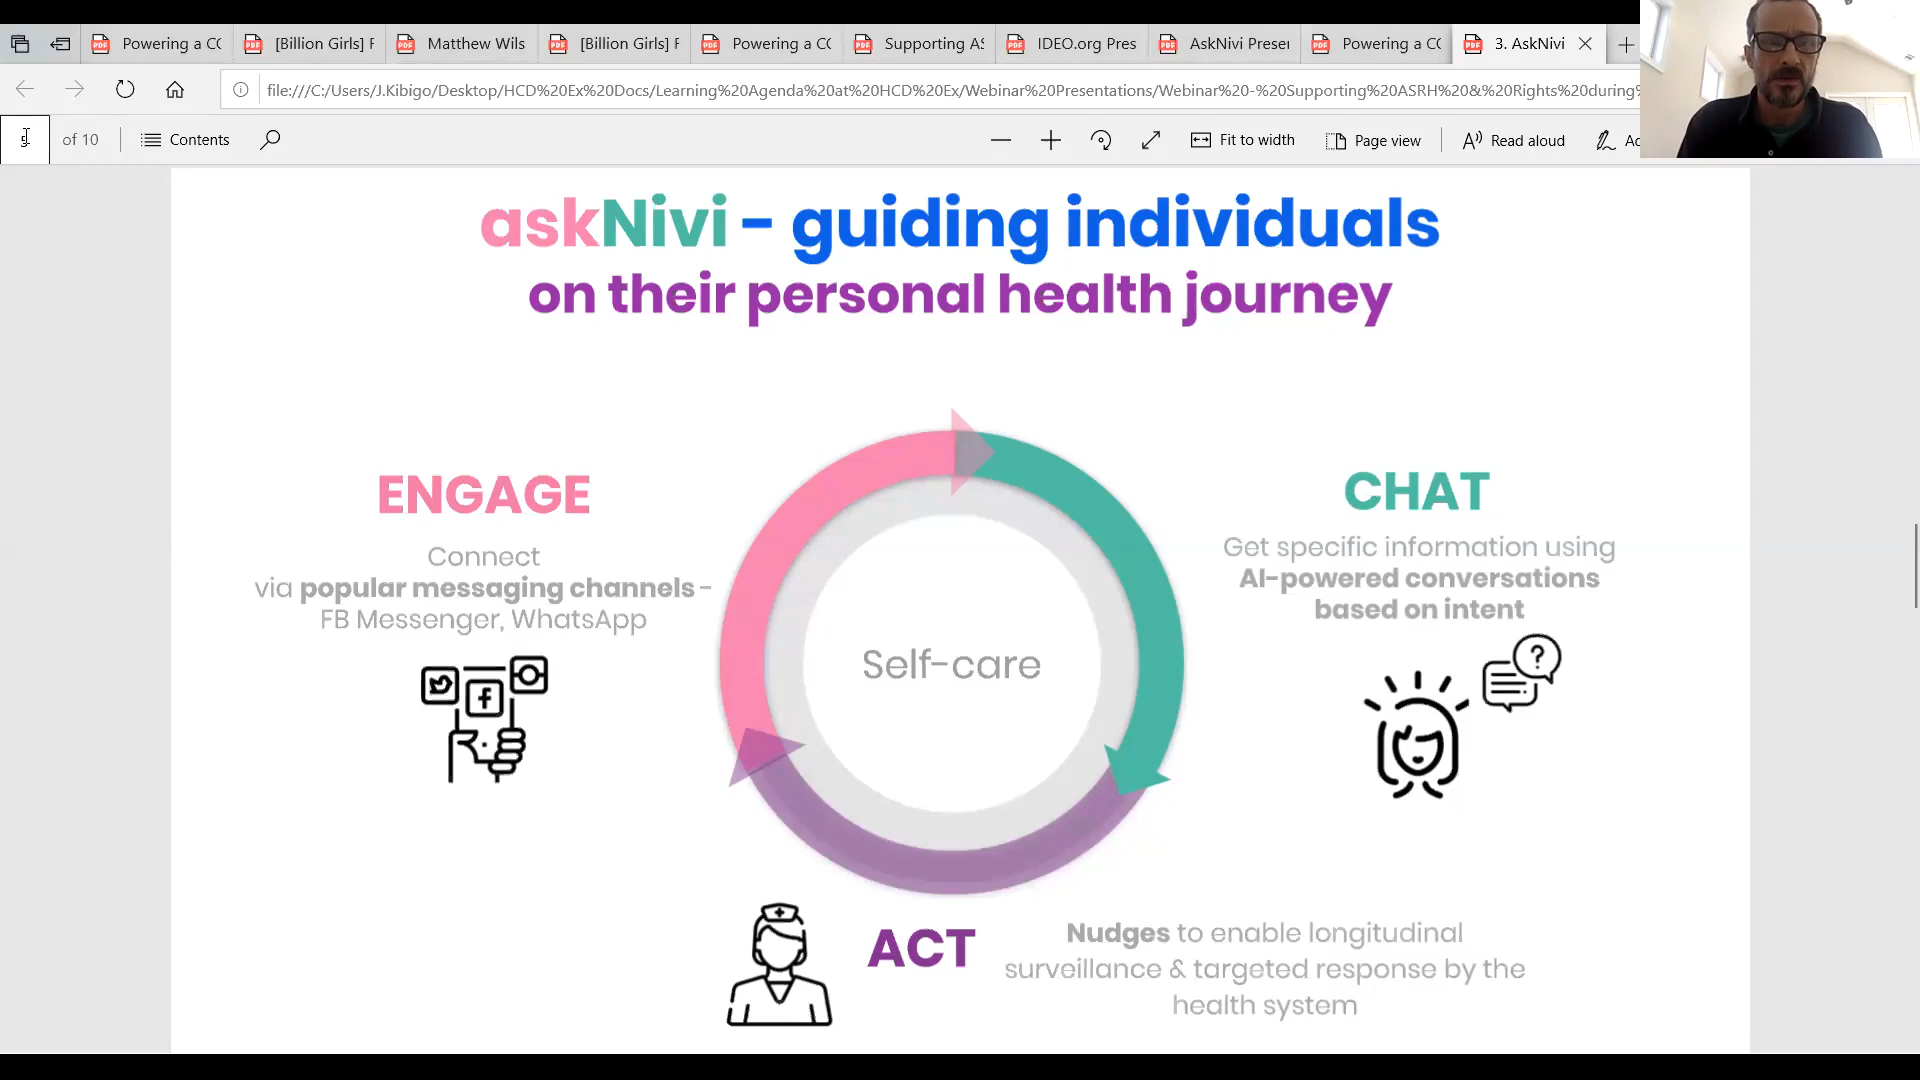 Powering a CC
[Billion Girls] F
Matthew Wils
[Billion Girls] F
Powering a CC
Supporting AS
IDEO.org Pres
AskNivi Preser
Powering a CC
3. AskNivi
file:///C:/Users/J.Kibigo/Desktop/HCD%20Ex%20Docs/Learning%20Agenda%20at%20HCD%20Ex/Webinar%20Presentations/Webinar%20-%20Supporting%20ASRH%20&%20Rights%20during%
of 10
Contents
Fit to width
Page view
Read aloud
askNivi - guiding individuals
on their personal health journey
ENGAGE
Connect
via popular messaging channels -
FB Messenger, WhatsApp
Self-care
CHAT
Get specific information using
AI-powered conversations
based on intent
ACT
Nudges to enable longitudinal
surveillance & targeted response by the
health system